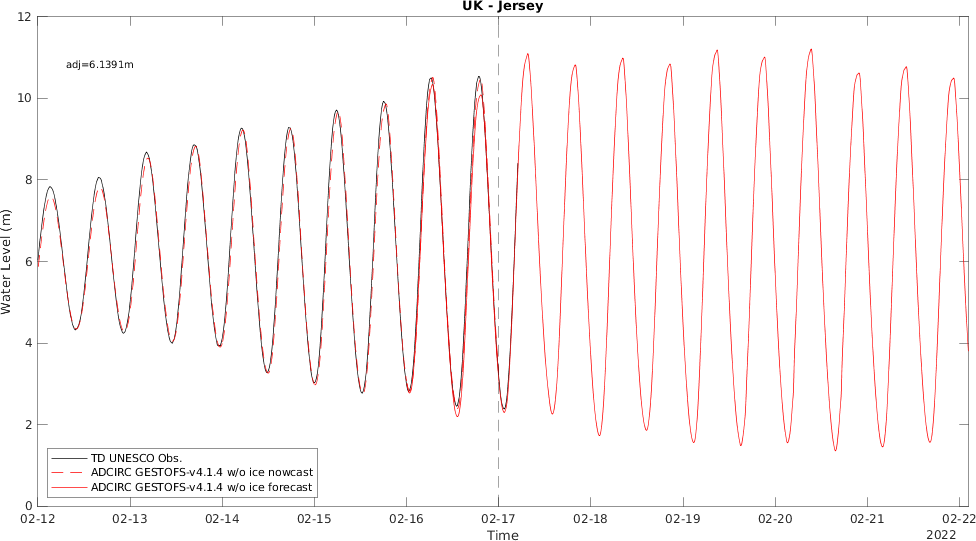 UK - Jersey
12
10
8
6
4
2
0
Water Level (m)
adj=6.1391m
TD UNESCO Obs.
ADCIRC GESTOFS-v4.1.4 w/o ice nowcast
ADCIRC GESTOFS-v4.1.4 w/o ice forecast
02-12 02-13 02-14 02-15 02-16 02-17 02-18 02-19 02-20 02-21 02-22
Time 2022